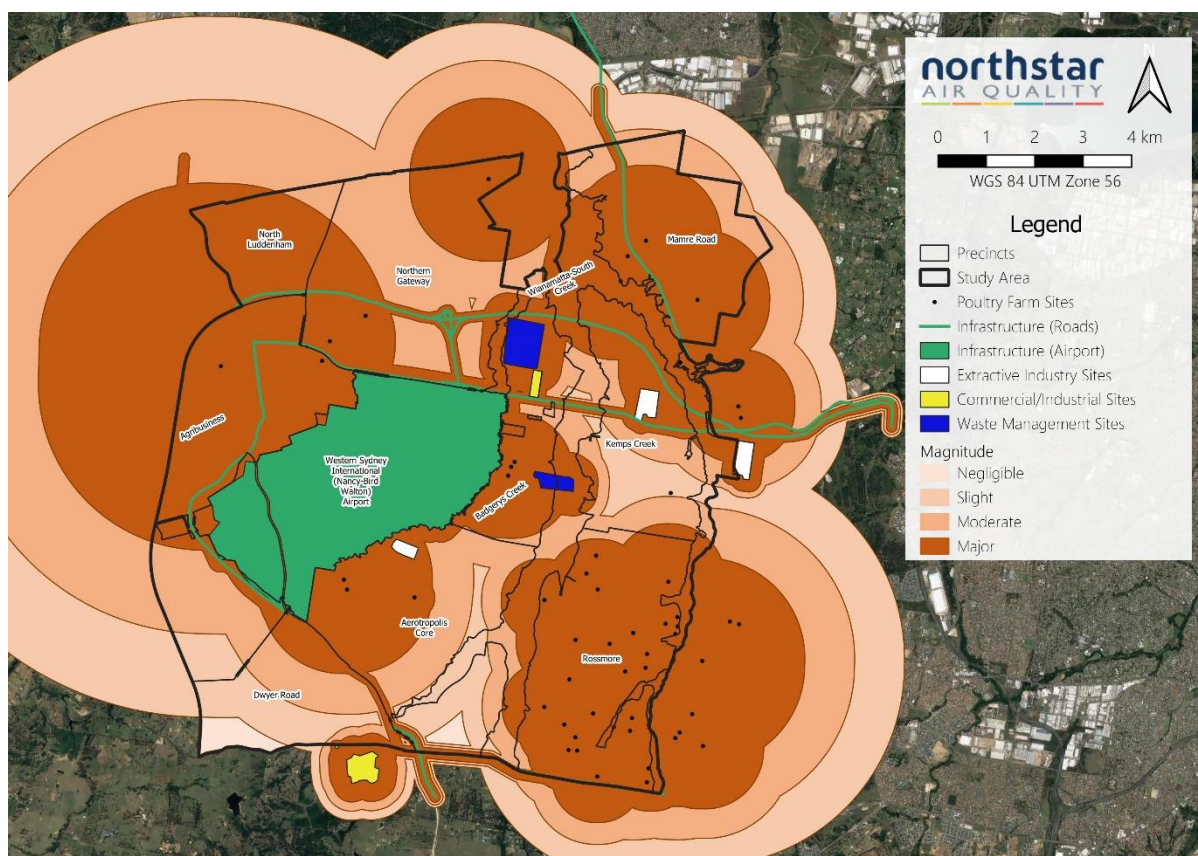 northstar
AIR QUALITY
N
0 1 2 3 4 km
WGS 84 UTM Zone 56
Legend
Precincts
Study Area
Poultry Farm Sites
Infrastructure (Roads)
Infrastructure (Airport)
Extractive Industry Sites
Commercial/Industrial Sites
Waste Management Sites
Magnitude
Negligible
Slight
Moderate
Major
North
Luddenham
Northern
Gateway
Wianamatta-South
Creek
Mamre Road
Agribusiness
Western Sydney
International
(Nancy-Bird
Walton)
Airport
Badgerys Creek
Kemps Creek
Aerotropolis
Core
Rossmore
Dwyer Road